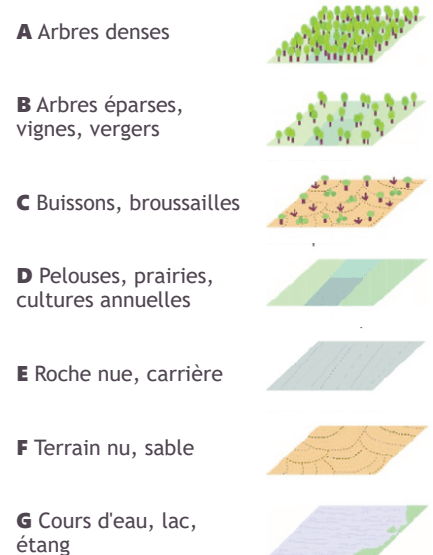 A Arbres denses
B Arbres éparses,
vignes, vergers
C Buissons, broussailles
D Pelouses, prairies,
cultures annuelles
E Roche nue, carrière
F Terrain nu, sable
G Cours d'eau, lac,
étang